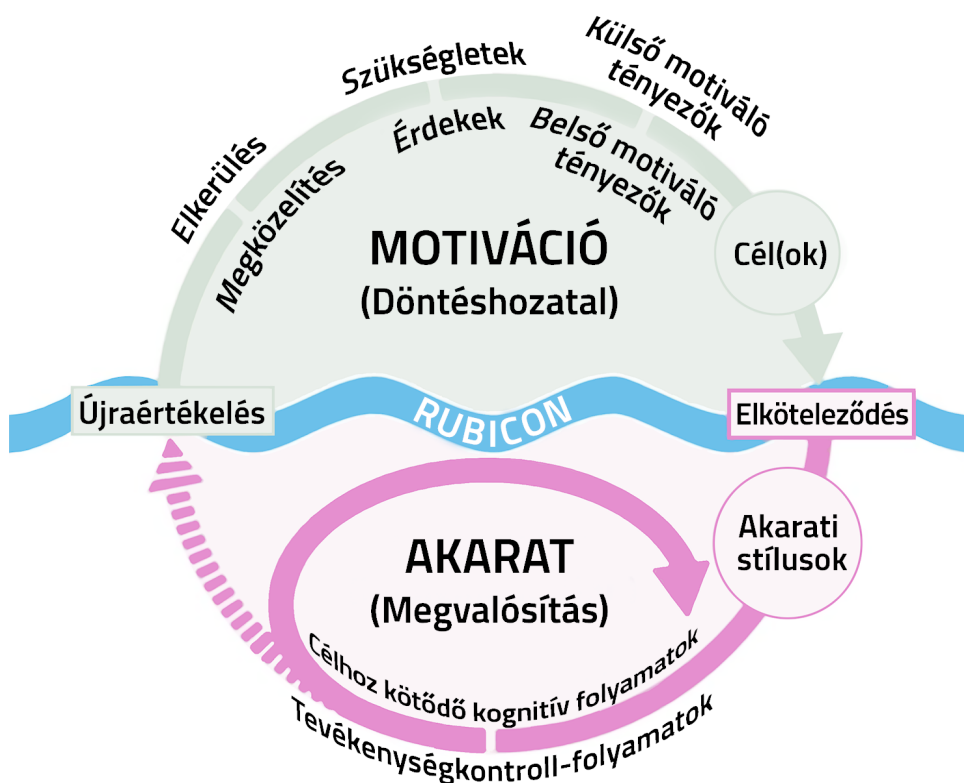 Külső motiváló
tényezők
Szükségletek
Érdekek
Belső motiváló
tényezők
Elkerülés
Megközelítés
MOTIVÁCIÓ
(Döntéshozatal)
Cél(ok)
Újraértékelés
RUBICON
Elköteleződés
AKARAT
(Megvalósítás)
Akarati
stílusok
Célhoz kötődő kognitív folyamatok
Tevékenységkontroll-folyamatok